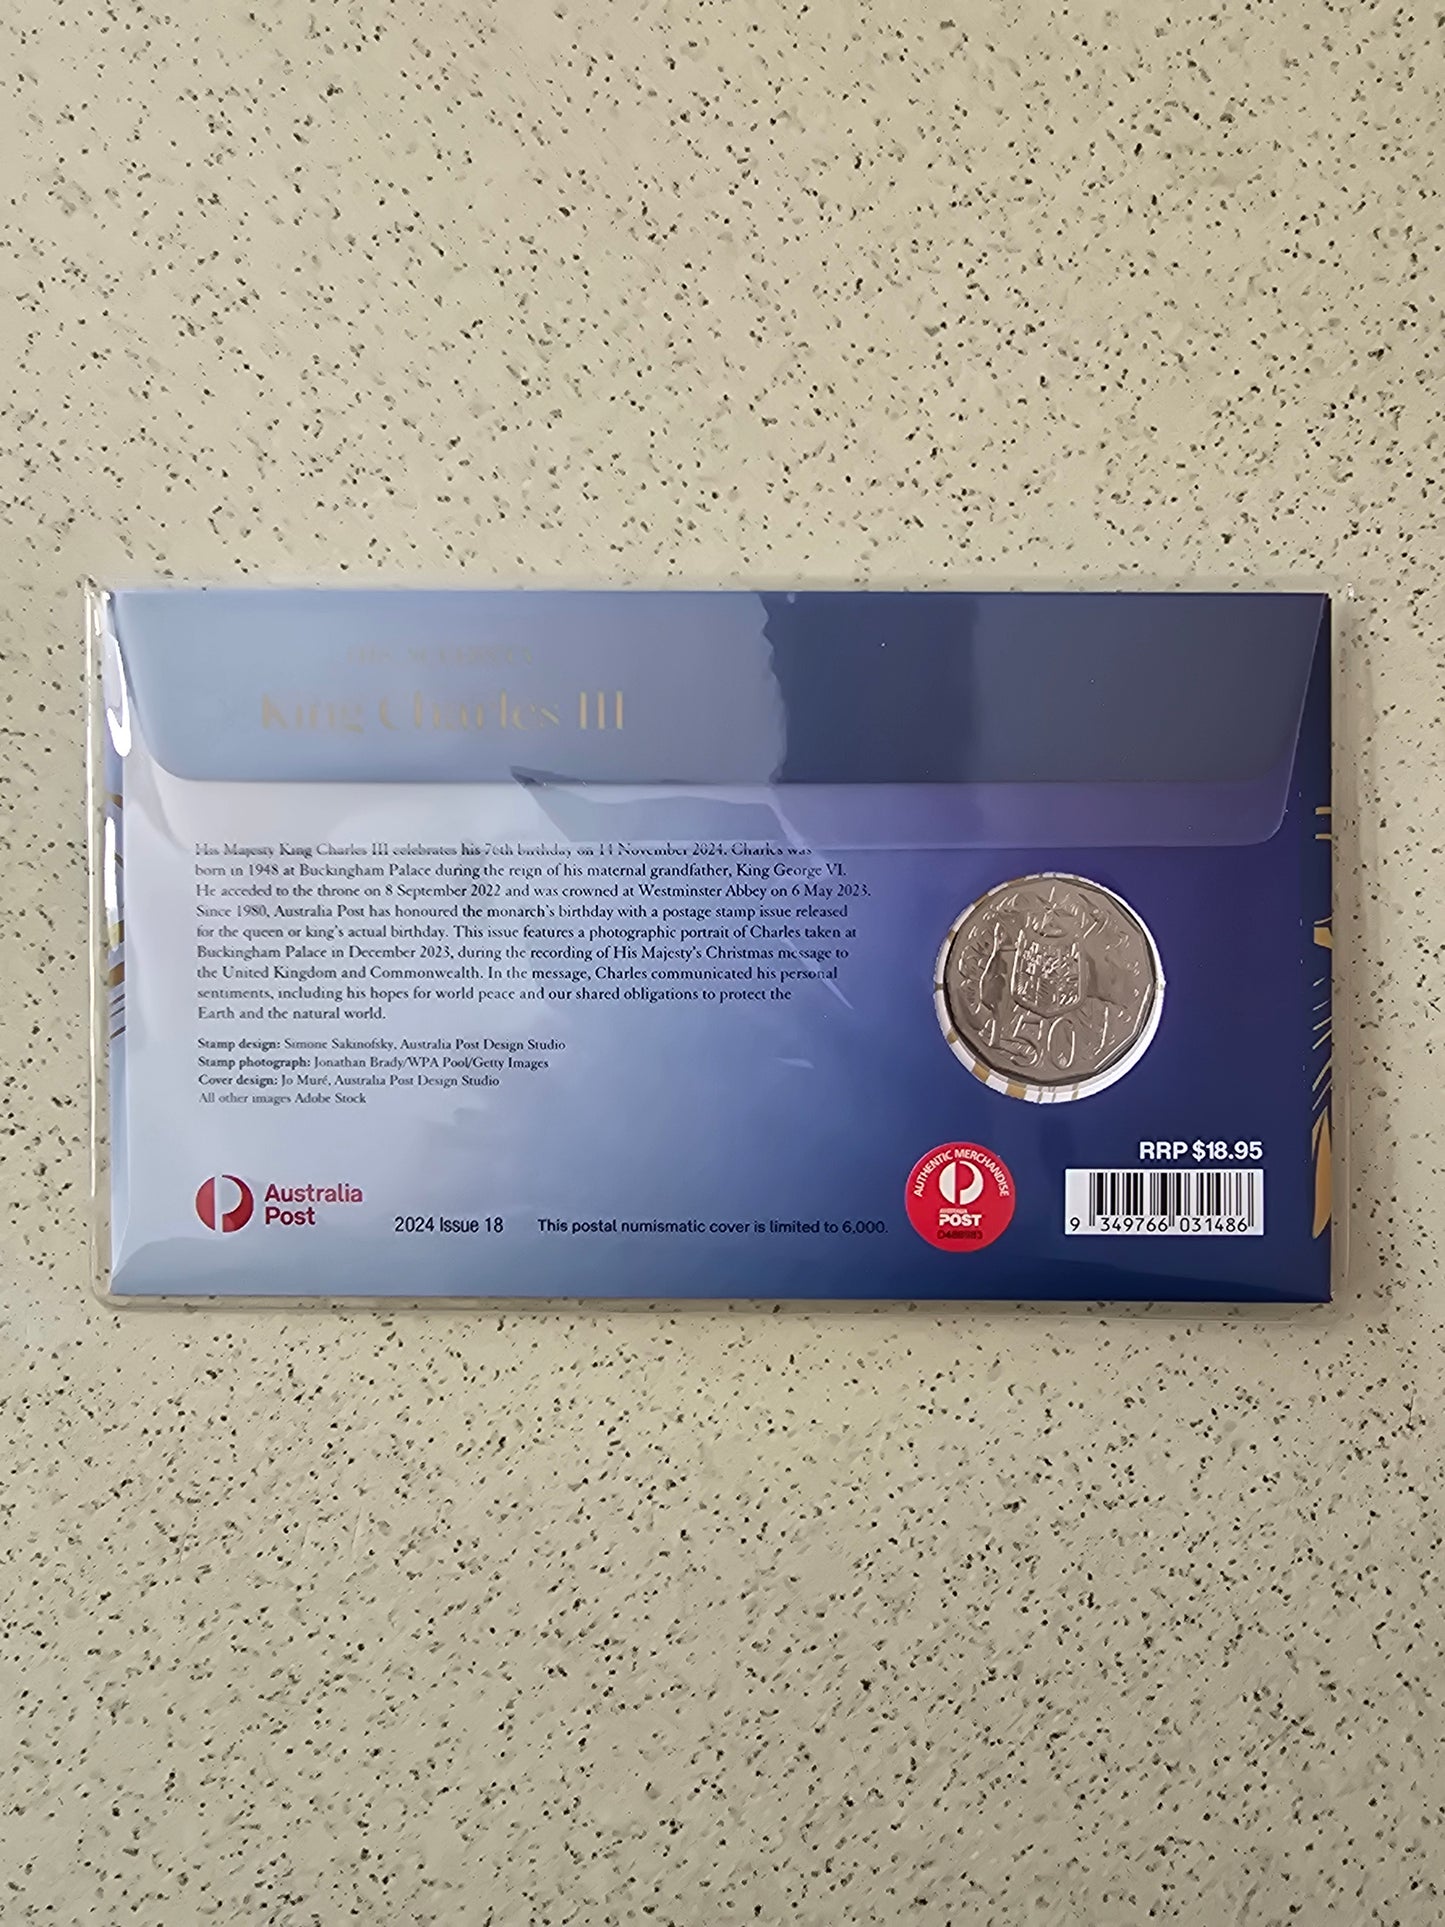 HIS MAJESTY
King Charles III
His Majesty King Charles III celebrates his 76th birthday on 14 November 2024. Charles was
born in 1948 at Buckingham Palace during the reign of his maternal grandfather, King George VI.
He acceded to the throne on 8 September 2022 and was crowned at Westminster Abbey on 6 May 2023.
Since 1980, Australia Post has honoured the monarch's birthday with a postage stamp issue released
for the queen or king's actual birthday. This issue features a photographic portrait of Charles taken at
Buckingham Palace in December 2023, during the recording of His Majesty's Christmas message to
the United Kingdom and Commonwealth. In the message, Charles communicated his personal
sentiments, including his hopes for world peace and our shared obligations to protect the
Earth and the natural world.
Stamp design: Simone Sakinofsky, Australia Post Design Studio
Stamp photograph: Jonathan Brady/WPA Pool/Getty Images
Cover design: Jo Muré, Australia Post Design Studio
All other images Adobe Stock
50
Australia
Post
2024 Issue 18
This postal numismatic cover is limited to 6,000.
AUTHENTIC MERCHANDISE
AUSTRALIA
POST
RRP $18.95
9 349766 031486